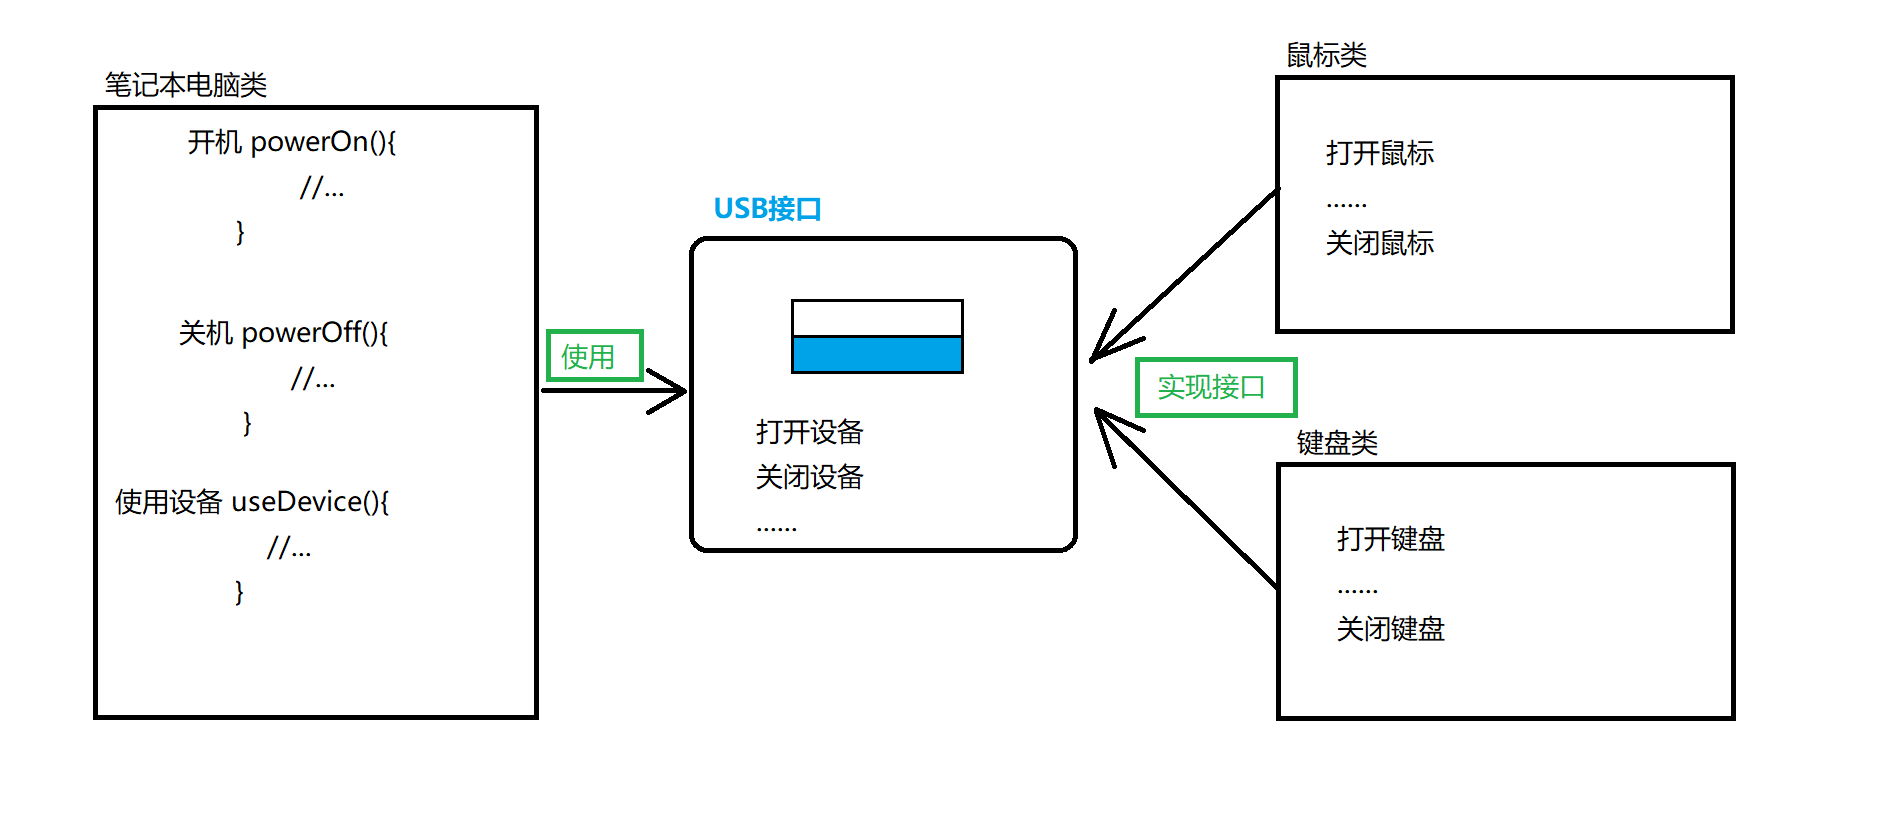 笔记本电脑类
开机 powerOn(){
//...
}
关机 powerOff(){
//...
}
使用设备 useDevice(){
//...
}
使用
USB接口
打开设备
关闭设备
......
实现接口
鼠标类
打开鼠标
......
关闭鼠标
键盘类
打开键盘
......
关闭键盘